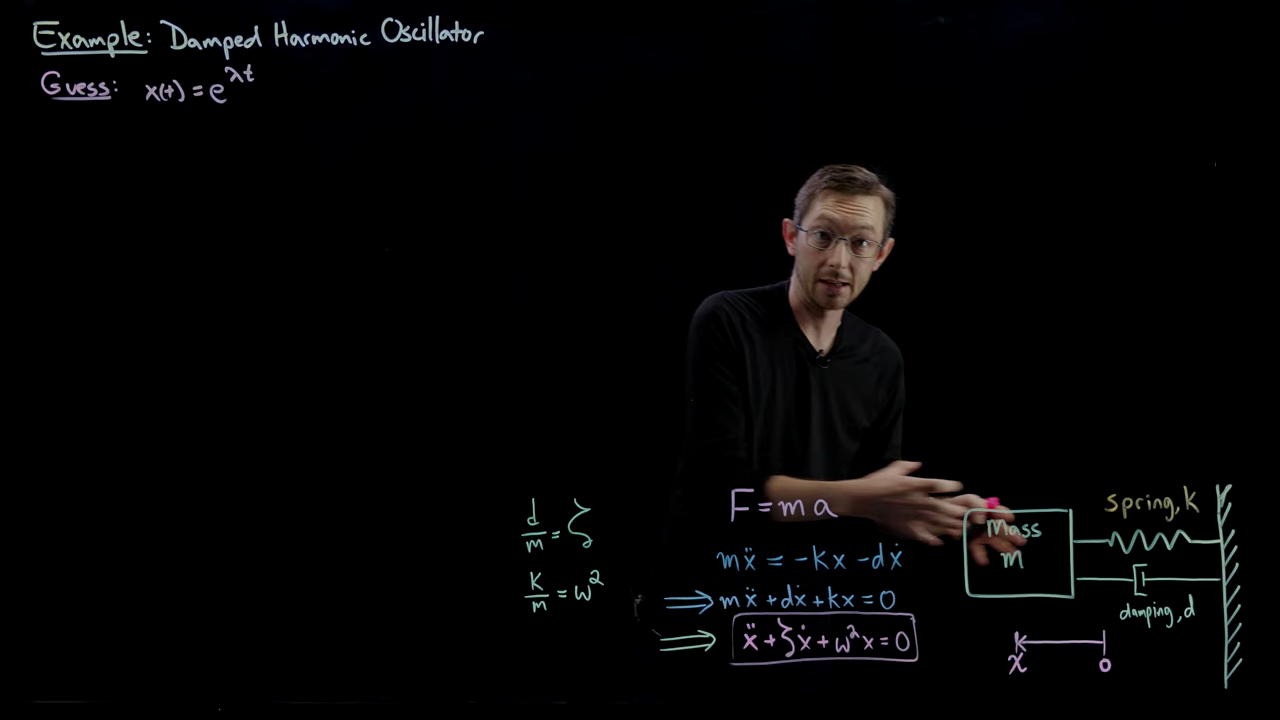 Example: Damped Harmonic Oscillator
Guess: x(t) = e^{λt}
d/m = ζ
k/m = ω²
F = ma
mẍ = -kx - dẋ
⇒ mẍ + dẋ + kx = 0
⇒ ẍ + ζẋ + ω²x = 0
Mass
m
spring, k
damping, d
x 0